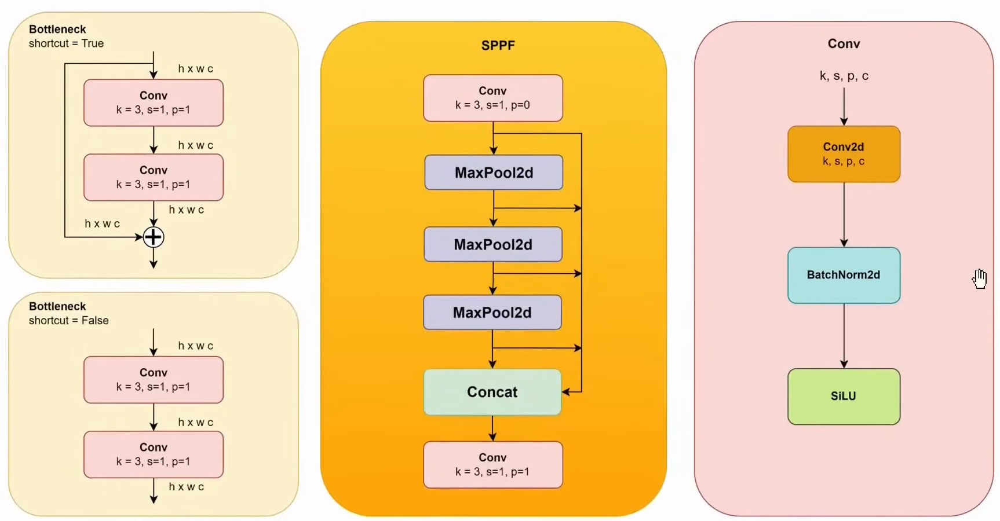 Bottleneck
shortcut = True
h x w c
Conv
k = 3, s=1, p=1
h x w c
Conv
k = 3, s=1, p=1
h x w c
h x w c
Bottleneck
shortcut = False
h x w c
Conv
k = 3, s=1, p=1
h x w c
Conv
k = 3, s=1, p=1
h x w c
SPPF
Conv
k = 3, s=1, p=0
MaxPool2d
MaxPool2d
MaxPool2d
Concat
Conv
k = 3, s=1, p=1
Conv
k, s, p, c
Conv2d
k, s, p, c
BatchNorm2d
SiLU